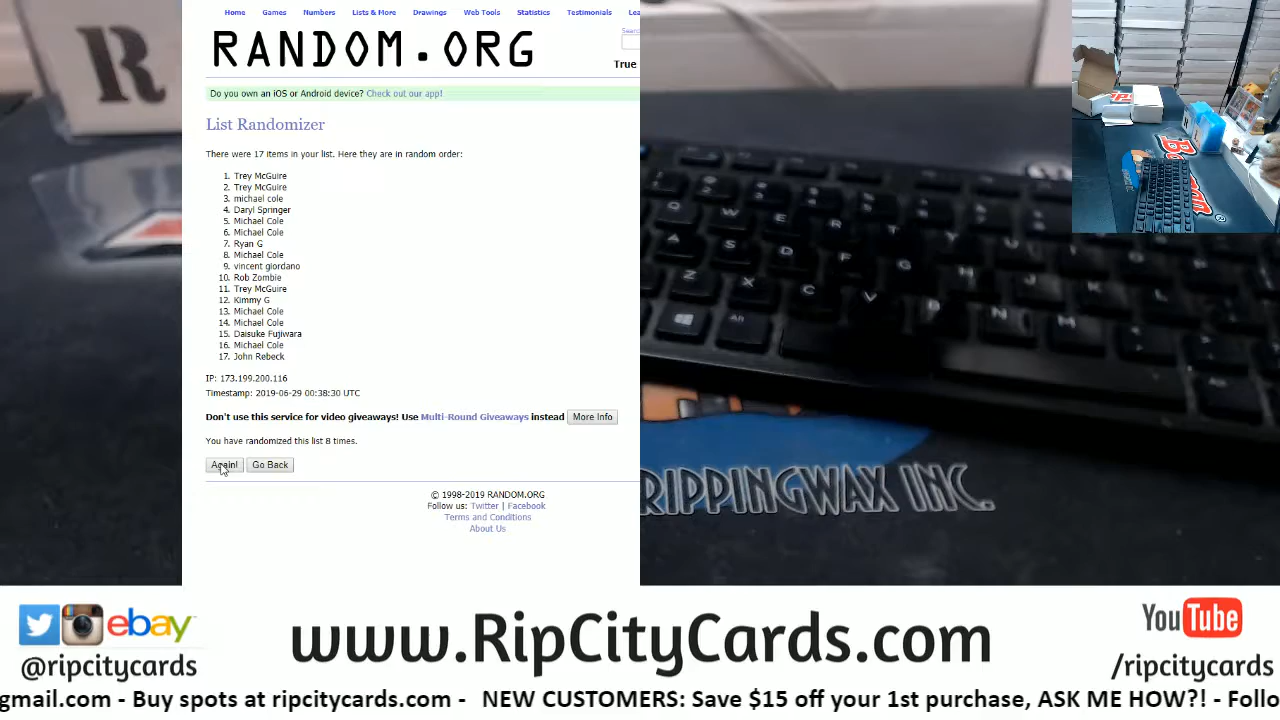 Home Games Numbers Lists & More Drawings Web Tools Statistics Testimonials
RANDOM.ORG
True
Do you own an iOS or Android device? Check out our app!
List Randomizer
There were 17 items in your list. Here they are in random order:
1. Trey McGuire
2. Trey McGuire
3. michael cole
4. Daryl Springer
5. Michael Cole
6. Michael Cole
7. Ryan G
8. Michael Cole
9. vincent giordano
10. Rob Zombie
11. Trey McGuire
12. Kimmy G
13. Michael Cole
14. Michael Cole
15. Daisuke Fujiwara
16. Michael Cole
17. John Rebeck
IP: 173.199.200.116
Timestamp: 2019-06-29 00:38:30 UTC
Don't use this service for video giveaways! Use Multi-Round Giveaways instead More Info
You have randomized this list 8 times.
Again! Go Back
© 1998-2019 RANDOM.ORG
Follow us: Twitter | Facebook
Terms and Conditions
About Us
R
RIPPINGWAX INC.
ebay
@ripcitycards
www.RipCityCards.com
YouTube
/ripcitycards
gmail.com - Buy spots at ripcitycards.com - NEW CUSTOMERS: Save $15 off your 1st purchase, ASK ME HOW?! - Follo